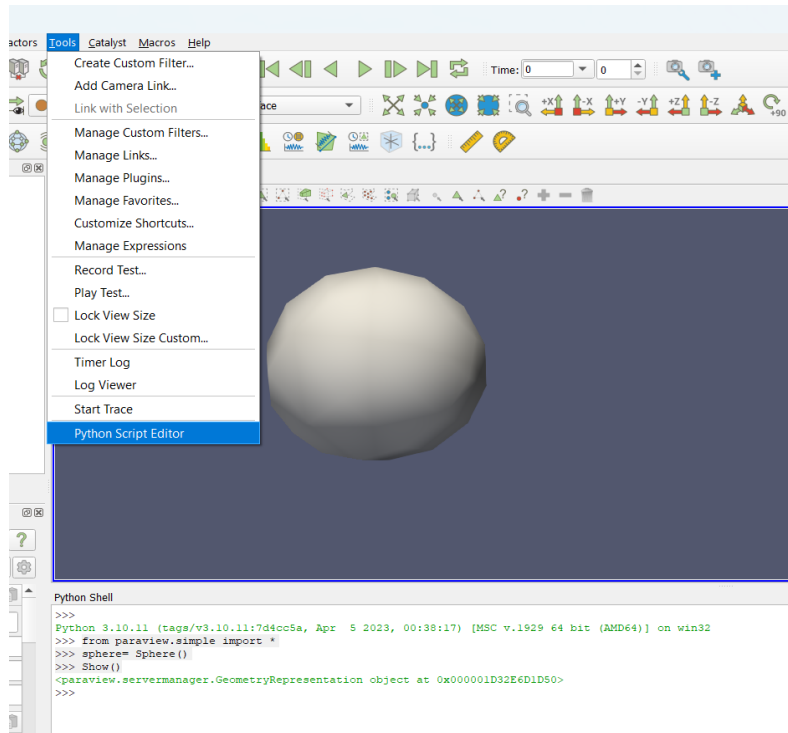 actors Tools Catalyst Macros Help
Create Custom Filter...
Add Camera Link...
Link with Selection
Manage Custom Filters...
Manage Links...
Manage Plugins...
Manage Favorites...
Customize Shortcuts...
Manage Expressions
Record Test...
Play Test...
Lock View Size
Lock View Size Custom...
Timer Log
Log Viewer
Start Trace
Python Script Editor
Time: 0 0
ace +X -X +Y -Y +Z -Z +90
{...}
?
Python Shell
>>>
Python 3.10.11 (tags/v3.10.11:7d4cc5a, Apr  5 2023, 00:38:17) [MSC v.1929 64 bit (AMD64)] on win32
>>> from paraview.simple import *
>>> sphere= Sphere()
>>> Show()
<paraview.servermanager.GeometryRepresentation object at 0x000001D32E6D1D50>
>>>